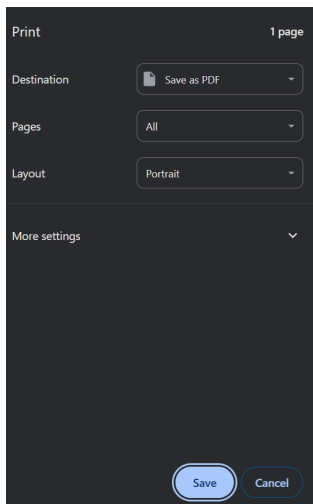 Print 1 page
Destination Save as PDF
Pages All
Layout Portrait
More settings
Save Cancel